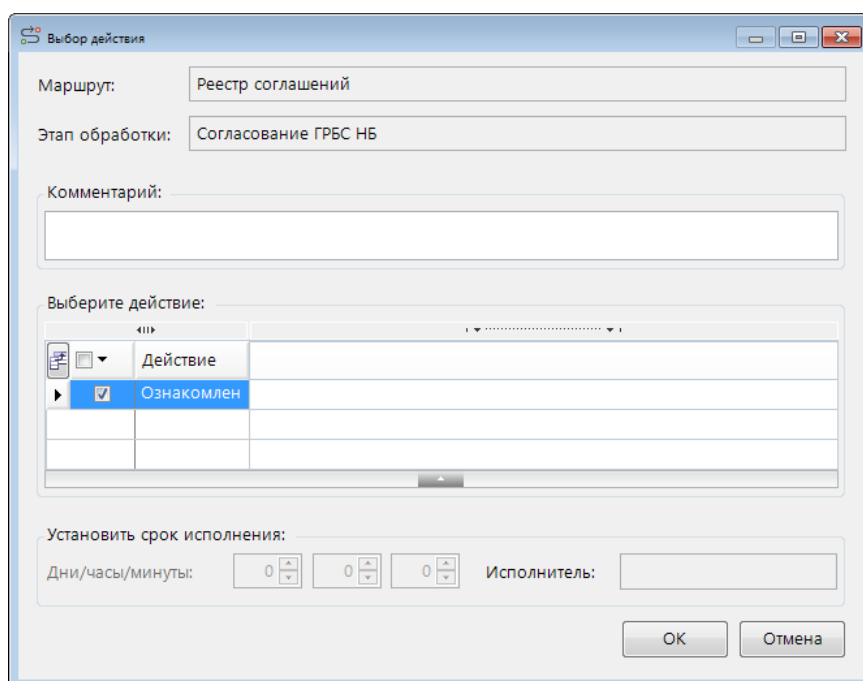 Выбор действия
Маршрут: Реестр соглашений
Этап обработки: Согласование ГРБС НБ
Комментарий:
Выберите действие:
Действие
Ознакомлен
Установить срок исполнения:
Дни/часы/минуты: 0 0 0 Исполнитель:
ОК Отмена